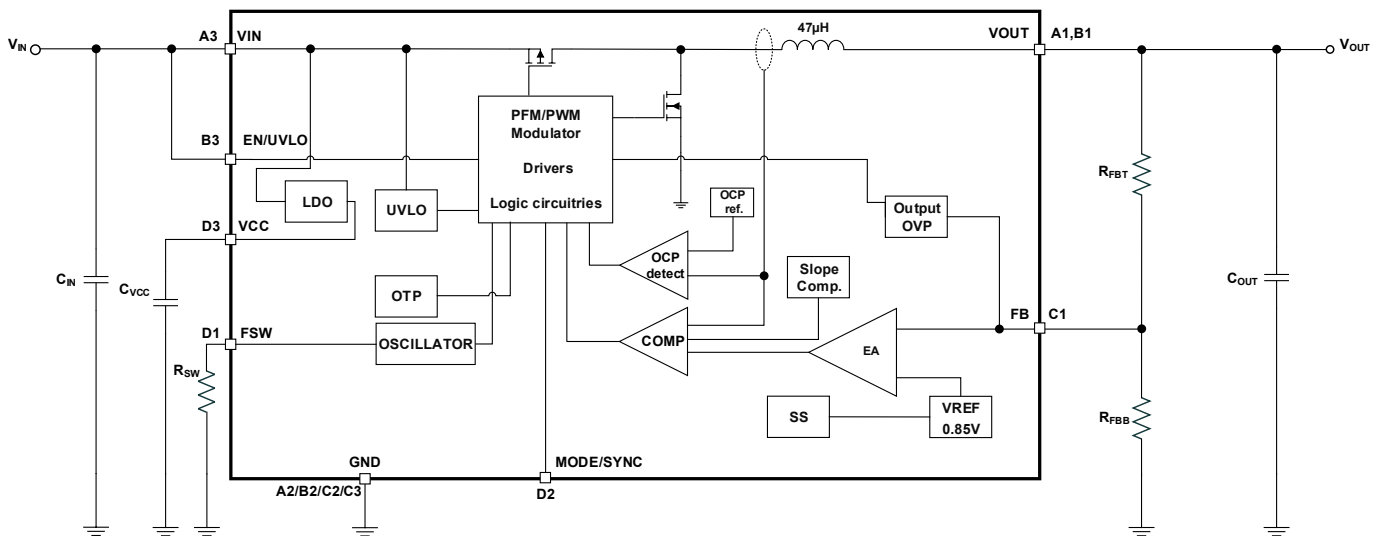 47µH
VIN
A3
VIN
VOUT
A1,B1
VOUT
PFM/PWM
Modulator
Drivers
Logic circuitries
B3
EN/UVLO
RFBT
LDO
UVLO
OCP
ref.
Output
OVP
D3
VCC
OCP
detect
Slope
Comp.
CIN
CVCC
OTP
COUT
D1
FSW
OSCILLATOR
COMP
EA
FB
C1
RSW
SS
VREF
0.85V
RFBB
GND
MODE/SYNC
A2/B2/C2/C3
D2